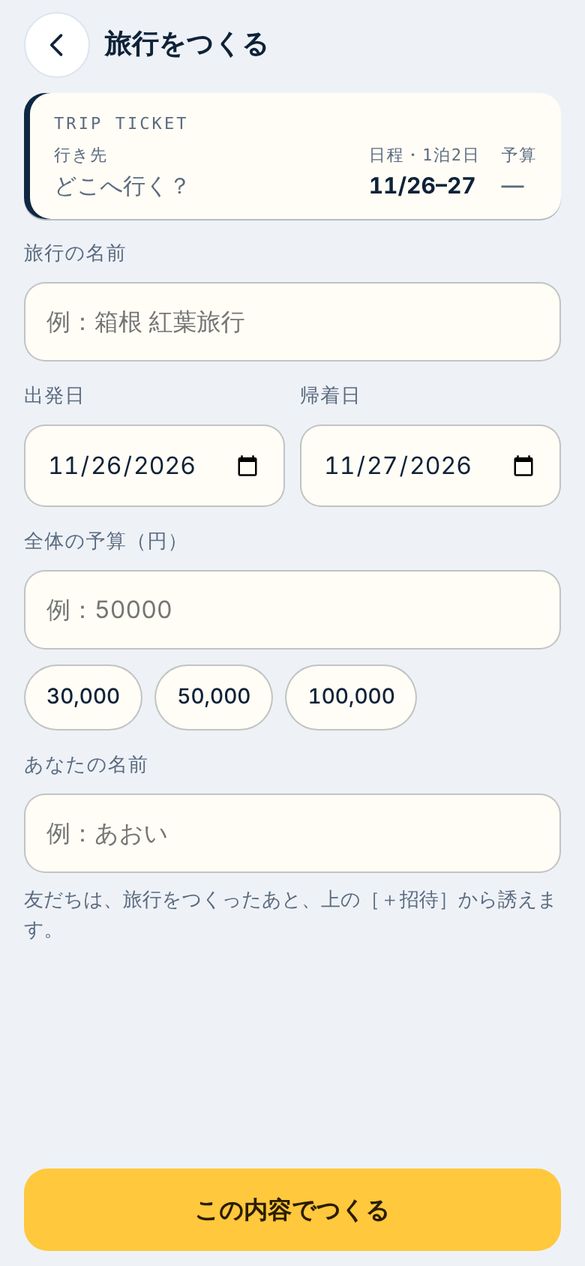 旅行をつくる
TRIP TICKET
行き先
日程・1泊2日
予算
どこへ行く？
11/26–27
—
旅行の名前
例：箱根 紅葉旅行
出発日
帰着日
11/26/2026
11/27/2026
全体の予算（円）
例：50000
30,000
50,000
100,000
あなたの名前
例：あおい
友だちは、旅行をつくったあと、上の［＋招待］から誘えま
す。
この内容でつくる